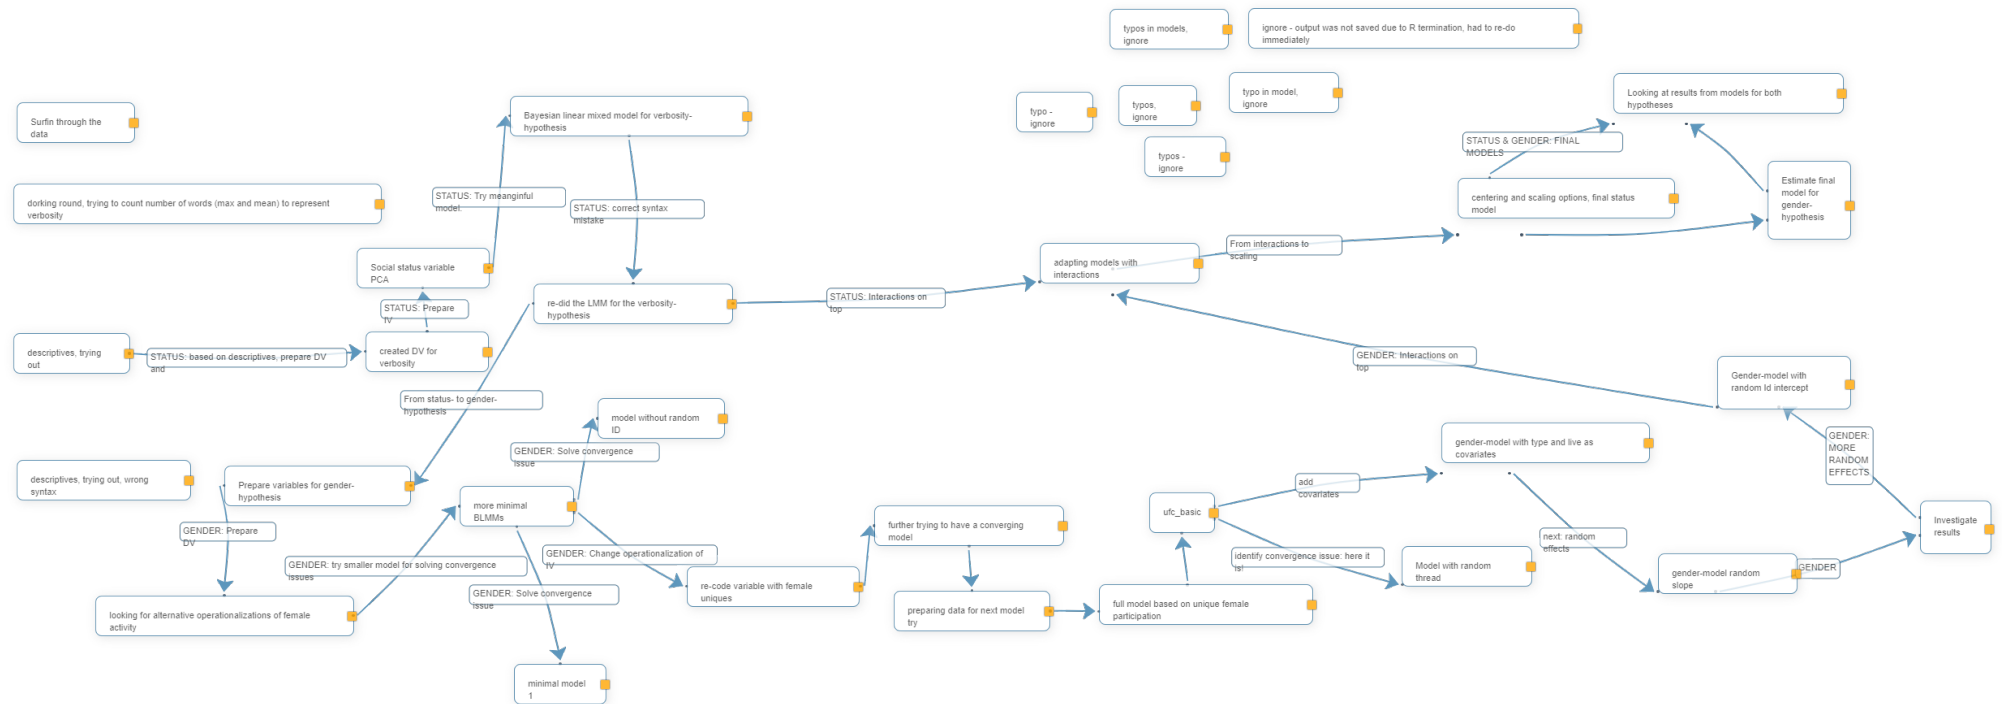 typos in models,
ignore
ignore - output was not saved due to R termination, had to re-do
immediately
Surfin through the
data
Bayesian linear mixed model for verbosity-
hypothesis
typo -
ignore
typos,
ignore
typo in model,
ignore
Looking at results from models for both
hypotheses
typos -
ignore
STATUS & GENDER: FINAL
MODELS
dorking round, trying to count number of words (max and mean) to represent
verbosity
STATUS: Try meanginful
model.
STATUS: correct syntax
mistake
centering and scaling options, final status
model
Estimate final
model for
gender-
hypothesis
Social status variable
PCA
From interactions to
scaling
adapting models with
interactions
STATUS: Prepare
IV
re-did the LMM for the verbosity-
hypothesis
STATUS: Interactions on
top
descriptives, trying
out
STATUS: based on descriptives, prepare DV
and
created DV for
verbosity
GENDER: Interactions on
top
Gender-model with
random Id intercept
From status- to gender-
hypothesis
model without random
ID
GENDER: Solve convergence
issue
gender-model with type and live as
covariates
GENDER:
MORE
RANDOM
EFFECTS
descriptives, trying out, wrong
syntax
Prepare variables for gender-
hypothesis
more minimal
BLMMs
add
covariates
ufc_basic
GENDER: Prepare
DV
further trying to have a converging
model
Investigate
results
next: random
effects
GENDER: try smaller model for solving convergence
issues
GENDER: Change operationalization of
IV
identify convergence issue: here it
is!
Model with random
thread
GENDER
gender-model random
slope
GENDER: Solve convergence
issue
re-code variable with female
uniques
looking for alternative operationalizations of female
activity
preparing data for next model
try
full model based on unique female
participation
minimal model
1